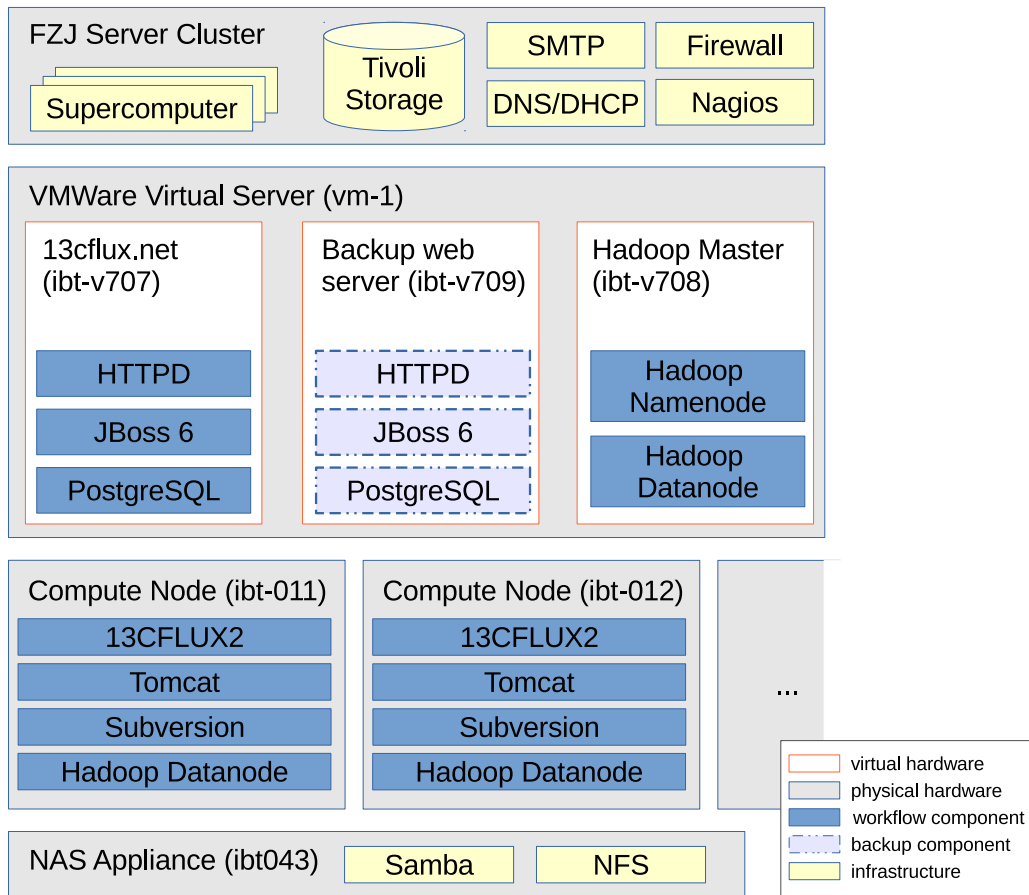 FZJ Server Cluster
Supercomputer
Tivoli
Storage
SMTP
Firewall
DNS/DHCP
Nagios
VMWare Virtual Server (vm-1)
13cflux.net
(ibt-v707)
HTTPD
JBoss 6
PostgreSQL
Backup web
server (ibt-v709)
HTTPD
JBoss 6
PostgreSQL
Hadoop Master
(ibt-v708)
Hadoop
Namenode
Hadoop
Datanode
Compute Node (ibt-011)
13CFLUX2
Tomcat
Subversion
Hadoop Datanode
Compute Node (ibt-012)
13CFLUX2
Tomcat
Subversion
Hadoop Datanode
...
NAS Appliance (ibt043)
Samba
NFS
virtual hardware
physical hardware
workflow component
backup component
infrastructure